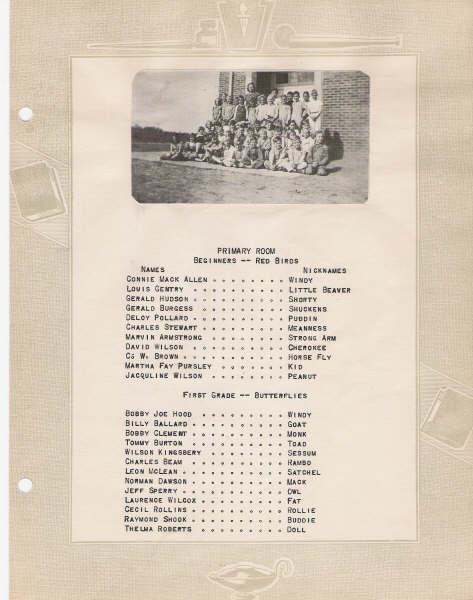 PRIMARY ROOM
BEGINNERS -- RED BIRDS
NAMES NICKNAMES
CONNIE MACK ALLEN . . . . . . . . WINDY
LOUIS GENTRY . . . . . . . . . . LITTLE BEAVER
GERALD HUDSON . . . . . . . . . . SHORTY
GERALD BURGESS . . . . . . . . . SHUCKENS
DELOY POLLARD . . . . . . . . . . PUDDIN
CHARLES STEWART . . . . . . . . . MEANNESS
MARVIN ARMSTRONG . . . . . . . . STRONG ARM
DAVID WILSON . . . . . . . . . . CHEROKEE
CG W. BROWN . . . . . . . . . . . HORSE FLY
MARTHA FAY PURSLEY . . . . . . . KID
JACQULINE WILSON . . . . . . . . PEANUT
FIRST GRADE -- BUTTERFLIES
BOBBY JOE HOOD . . . . . . . . . WINDY
BILLY BALLARD . . . . . . . . . . GOAT
BOBBY CLEMENT . . . . . . . . . . MONK
TOMMY BURTON . . . . . . . . . . TOAD
WILSON KINGSBERY . . . . . . . . SESSUM
CHARLES BEAM . . . . . . . . . . RAMBO
LEON MCLEAN . . . . . . . . . . . SATCHEL
NORMAN DAWSON . . . . . . . . . . MACK
JEFF SPERRY . . . . . . . . . . . OWL
LAURENCE WILCOX . . . . . . . . . FAT
CECIL ROLLINS . . . . . . . . . . ROLLIE
RAYMOND SHOOK . . . . . . . . . . BUDDIE
THELMA ROBERTS . . . . . . . . . DOLL